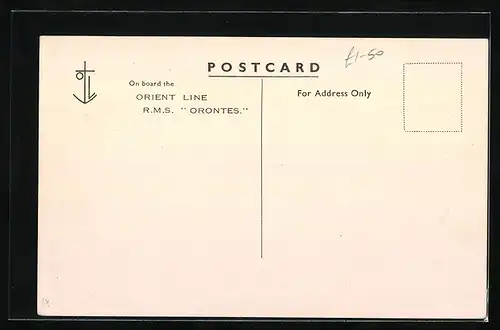 POSTCARD
£1-50
On board the
ORIENT LINE
R.M.S. "ORONTES."
For Address Only